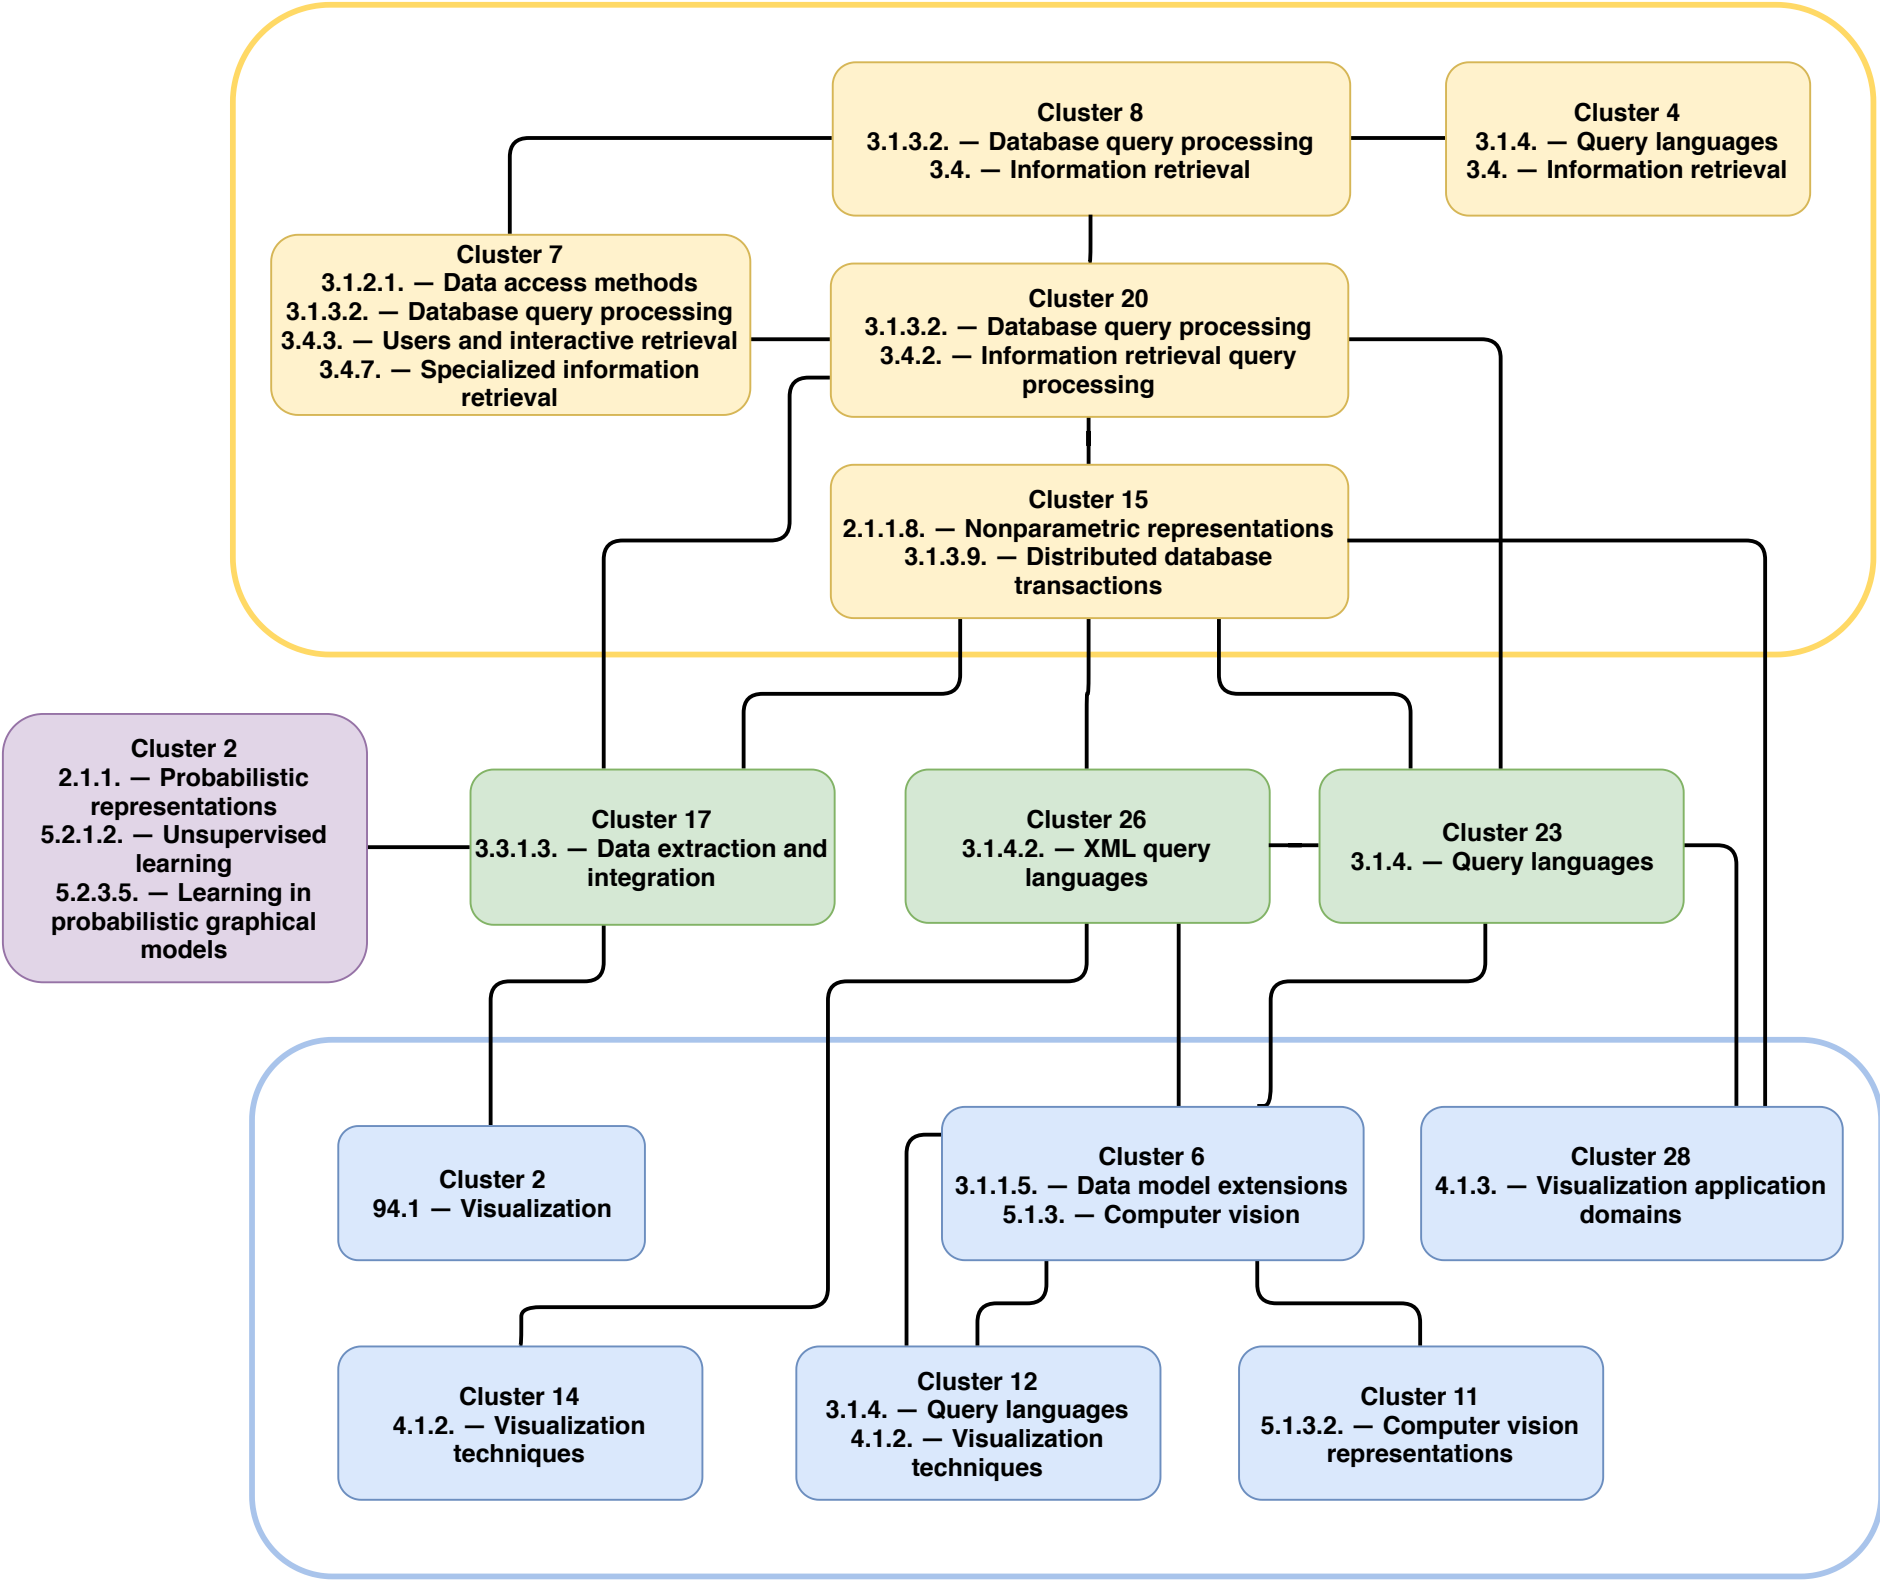 Cluster 8
3.1.3.2. — Database query processing
3.4. — Information retrieval
Cluster 4
3.1.4. — Query languages
3.4. — Information retrieval
Cluster 7
3.1.2.1. — Data access methods
3.1.3.2. — Database query processing
3.4.3. — Users and interactive retrieval
3.4.7. — Specialized information
retrieval
Cluster 20
3.1.3.2. — Database query processing
3.4.2. — Information retrieval query
processing
Cluster 15
2.1.1.8. — Nonparametric representations
3.1.3.9. — Distributed database
transactions
Cluster 2
2.1.1. — Probabilistic
representations
5.2.1.2. — Unsupervised
learning
5.2.3.5. — Learning in
probabilistic graphical
models
Cluster 17
3.3.1.3. — Data extraction and
integration
Cluster 26
3.1.4.2. — XML query
languages
Cluster 23
3.1.4. — Query languages
Cluster 2
94.1 — Visualization
Cluster 6
3.1.1.5. — Data model extensions
5.1.3. — Computer vision
Cluster 28
4.1.3. — Visualization application
domains
Cluster 14
4.1.2. — Visualization
techniques
Cluster 12
3.1.4. — Query languages
4.1.2. — Visualization
techniques
Cluster 11
5.1.3.2. — Computer vision
representations